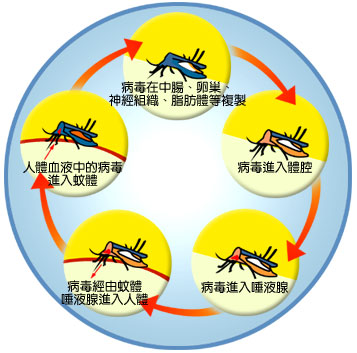 病毒在中腸、卵巢、
神經組織、脂肪體等複製
病毒進入體腔
病毒進入唾液腺
病毒經由蚊體
唾液腺進入人體
人體血液中的病毒
進入蚊體